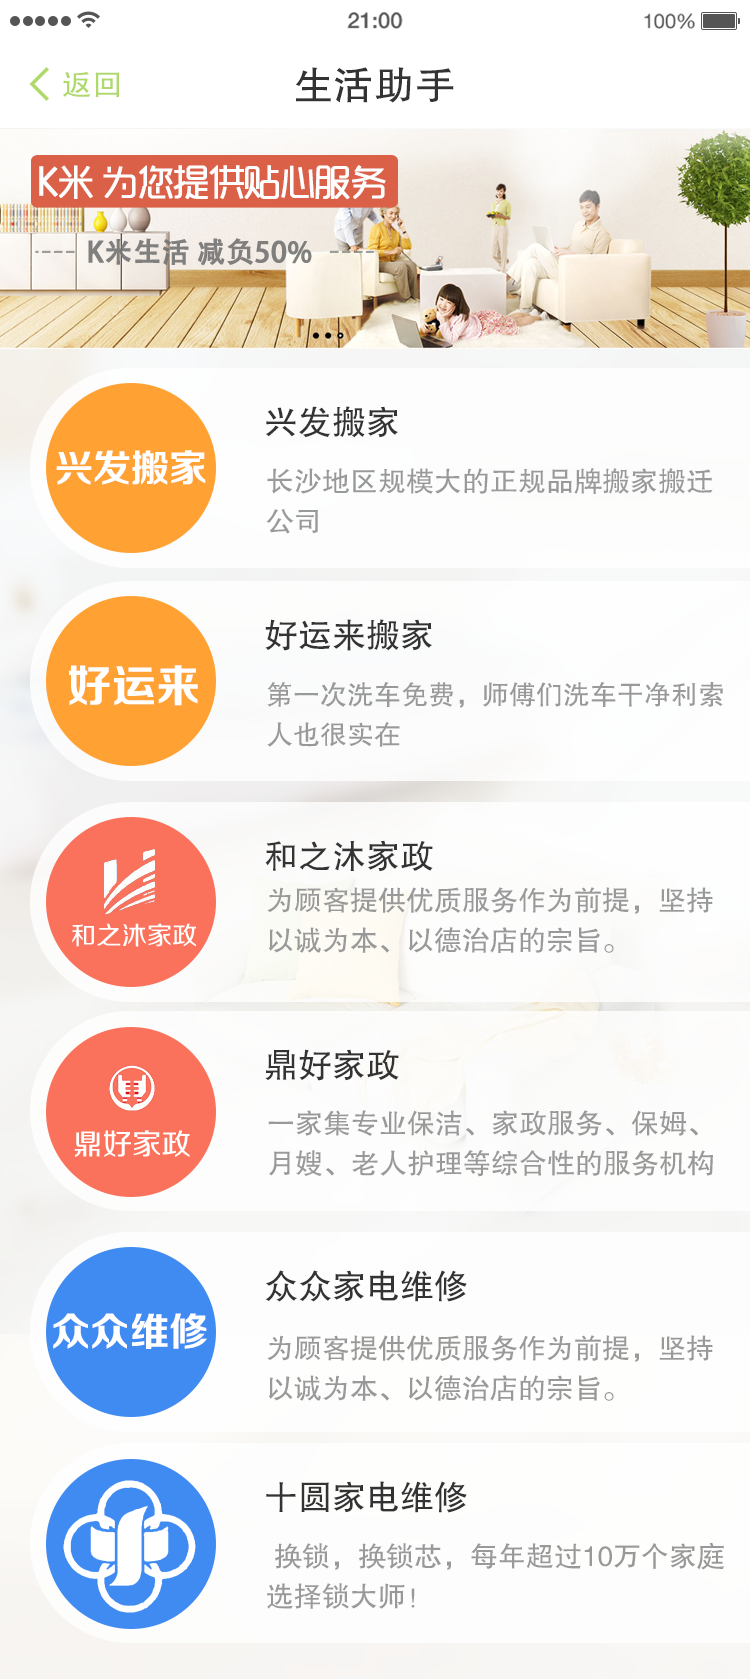 21:00
100%
返回
生活助手
K米 为您提供贴心服务
---- K米生活 减负50% ----
兴发搬家
兴发搬家
长沙地区规模大的正规品牌搬家搬迁
公司
好运来
好运来搬家
第一次洗车免费，师傅们洗车干净利索
人也很实在
和之沐家政
和之沐家政
为顾客提供优质服务作为前提，坚持
以诚为本、以德治店的宗旨。
鼎好家政
鼎好家政
一家集专业保洁、家政服务、保姆、
月嫂、老人护理等综合性的服务机构
众众维修
众众家电维修
为顾客提供优质服务作为前提，坚持
以诚为本、以德治店的宗旨。
十圆家电维修
换锁，换锁芯，每年超过10万个家庭
选择锁大师！